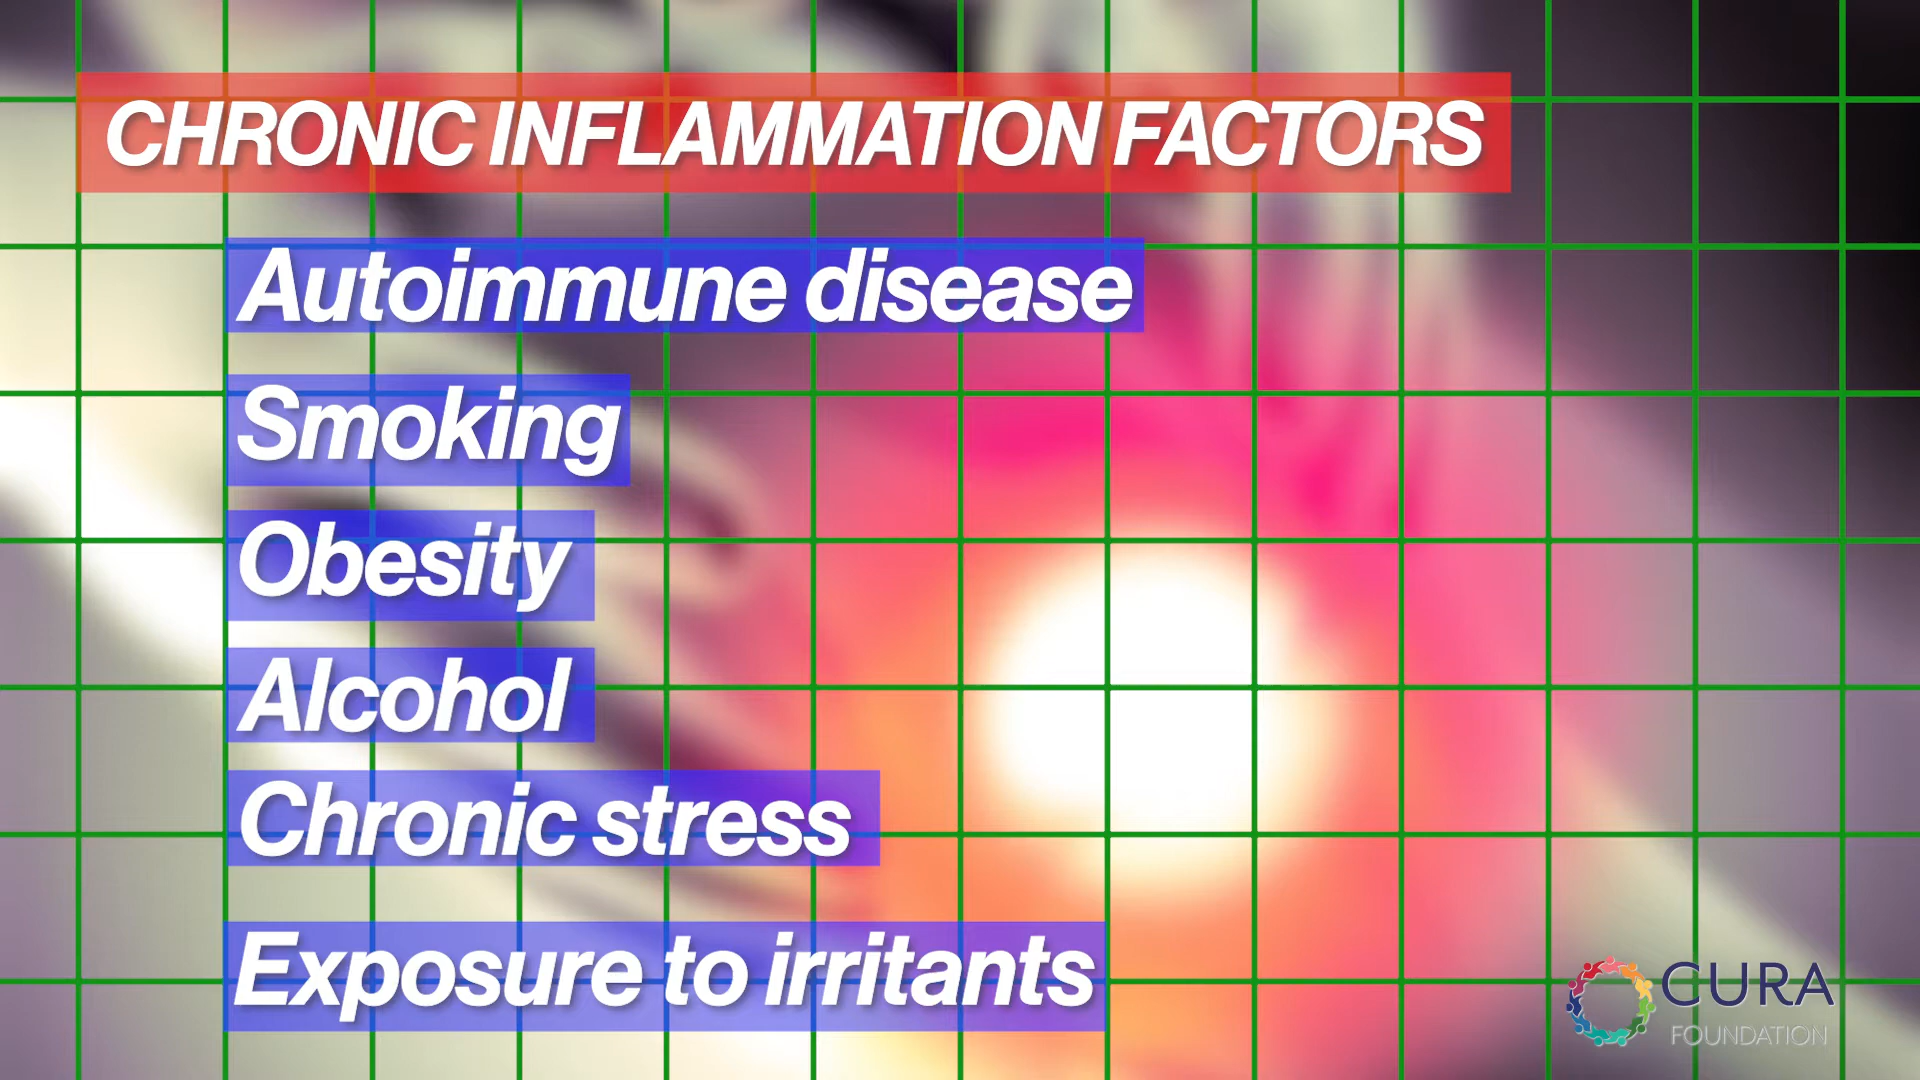 CHRONIC INFLAMMATION FACTORS
Autoimmune disease
Smoking
Obesity
Alcohol
Chronic stress
Exposure to irritants
CURA
FOUNDATION